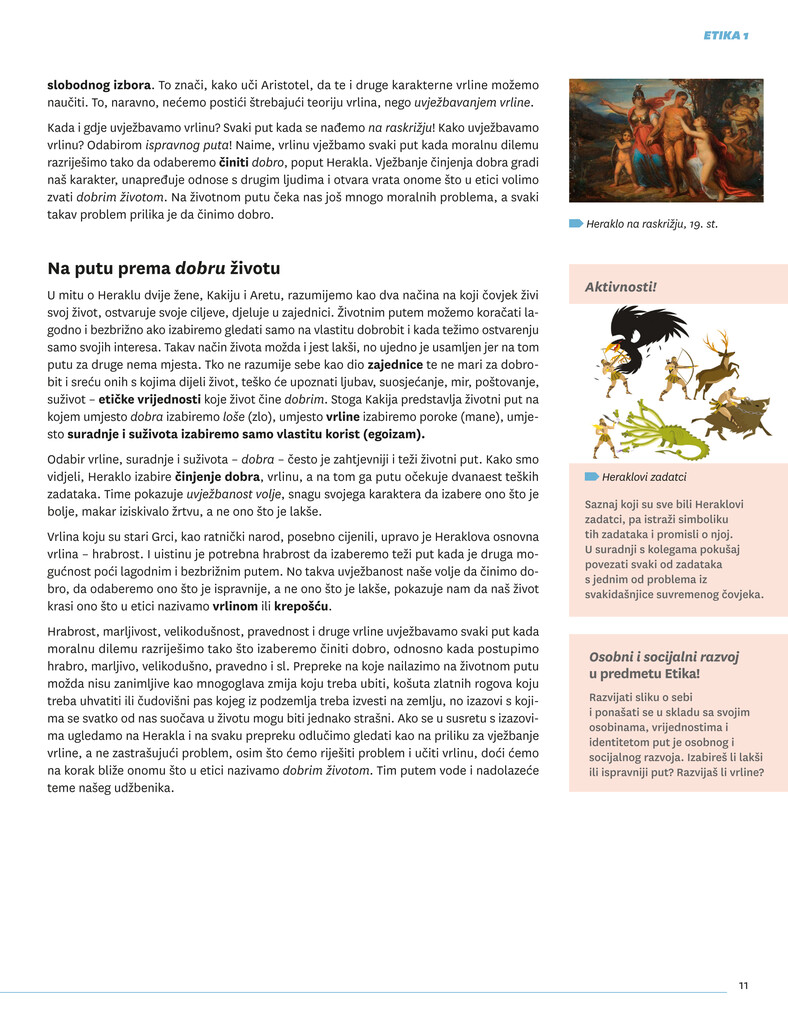 ETIKA 1
slobodnog izbora. To znači, kako uči Aristotel, da te i druge karakterne vrline možemo
naučiti. To, naravno, nećemo postići štrebajući teoriju vrlina, nego uvježbavanjem vrline.
Kada i gdje uvježbavamo vrlinu? Svaki put kada se nađemo na raskrižju! Kako uvježbavamo
vrlinu? Odabirom ispravnog puta! Naime, vrlinu vježbamo svaki put kada moralnu dilemu
razriješimo tako da odaberemo činiti dobro, poput Herakla. Vježbanje činjenja dobra gradi
naš karakter, unapređuje odnose s drugim ljudima i otvara vrata onome što u etici volimo
zvati dobrim životom. Na životnom putu čeka nas još mnogo moralnih problema, a svaki
takav problem prilika je da činimo dobro.
Na putu prema dobru životu
U mitu o Heraklu dvije žene, Kakiju i Aretu, razumijemo kao dva načina na koji čovjek živi
svoj život, ostvaruje svoje ciljeve, djeluje u zajednici. Životnim putem možemo koračati la-
godno i bezbrižno ako izabiremo gledati samo na vlastitu dobrobit i kada težimo ostvarenju
samo svojih interesa. Takav način života možda i jest lakši, no ujedno je usamljen jer na tom
putu za druge nema mjesta. Tko ne razumije sebe kao dio zajednice te ne mari za dobro-
bit i sreću onih s kojima dijeli život, teško će upoznati ljubav, suosjećanje, mir, poštovanje,
suživot – etičke vrijednosti koje život čine dobrim. Stoga Kakija predstavlja životni put na
kojem umjesto dobra izabiremo loše (zlo), umjesto vrline izabiremo poroke (mane), umje-
sto suradnje i suživota izabiremo samo vlastitu korist (egoizam).
Odabir vrline, suradnje i suživota – dobra – često je zahtjevniji i teži životni put. Kako smo
vidjeli, Heraklo izabire činjenje dobra, vrlinu, a na tom ga putu očekuje dvanaest teških
zadataka. Time pokazuje uvježbanost volje, snagu svojega karaktera da izabere ono što je
bolje, makar iziskivalo žrtvu, a ne ono što je lakše.
Vrlina koju su stari Grci, kao ratnički narod, posebno cijenili, upravo je Heraklova osnovna
vrlina – hrabrost. I uistinu je potrebna hrabrost da izaberemo teži put kada je druga mo-
gućnost poći lagodnim i bezbrižnim putem. No takva uvježbanost naše volje da činimo do-
bro, da odaberemo ono što je ispravnije, a ne ono što je lakše, pokazuje nam da naš život
krasi ono što u etici nazivamo vrlinom ili krepošću.
Hrabrost, marljivost, velikodušnost, pravednost i druge vrline uvježbavamo svaki put kada
moralnu dilemu razriješimo tako što izaberemo činiti dobro, odnosno kada postupimo
hrabro, marljivo, velikodušno, pravedno i sl. Prepreke na koje nailazimo na životnom putu
možda nisu zanimljive kao mnogoglava zmija koju treba ubiti, košuta zlatnih rogova koju
treba uhvatiti ili čudovišni pas kojeg iz podzemlja treba izvesti na zemlju, no izazovi s koji-
ma se svatko od nas suočava u životu mogu biti jednako strašni. Ako se u susretu s izazovi-
ma ugledamo na Herakla i na svaku prepreku odlučimo gledati kao na priliku za vježbanje
vrline, a ne zastrašujući problem, osim što ćemo riješiti problem i učiti vrlinu, doći ćemo
na korak bliže onomu što u etici nazivamo dobrim životom. Tim putem vode i nadolazeće
teme našeg udžbenika.
Heraklo na raskrižju, 19. st.
Aktivnosti!
Heraklovi zadatci
Saznaj koji su sve bili Heraklovi
zadatci, pa istraži simboliku
tih zadataka i promisli o njoj.
U suradnji s kolegama pokušaj
povezati svaki od zadataka
s jednim od problema iz
svakidašnjice suvremenog čovjeka.
Osobni i socijalni razvoj
u predmetu Etika!
Razvijati sliku o sebi
i ponašati se u skladu sa svojim
osobinama, vrijednostima i
identitetom put je osobnog i
socijalnog razvoja. Izabireš li lakši
ili ispravniji put? Razvijaš li vrline?
11